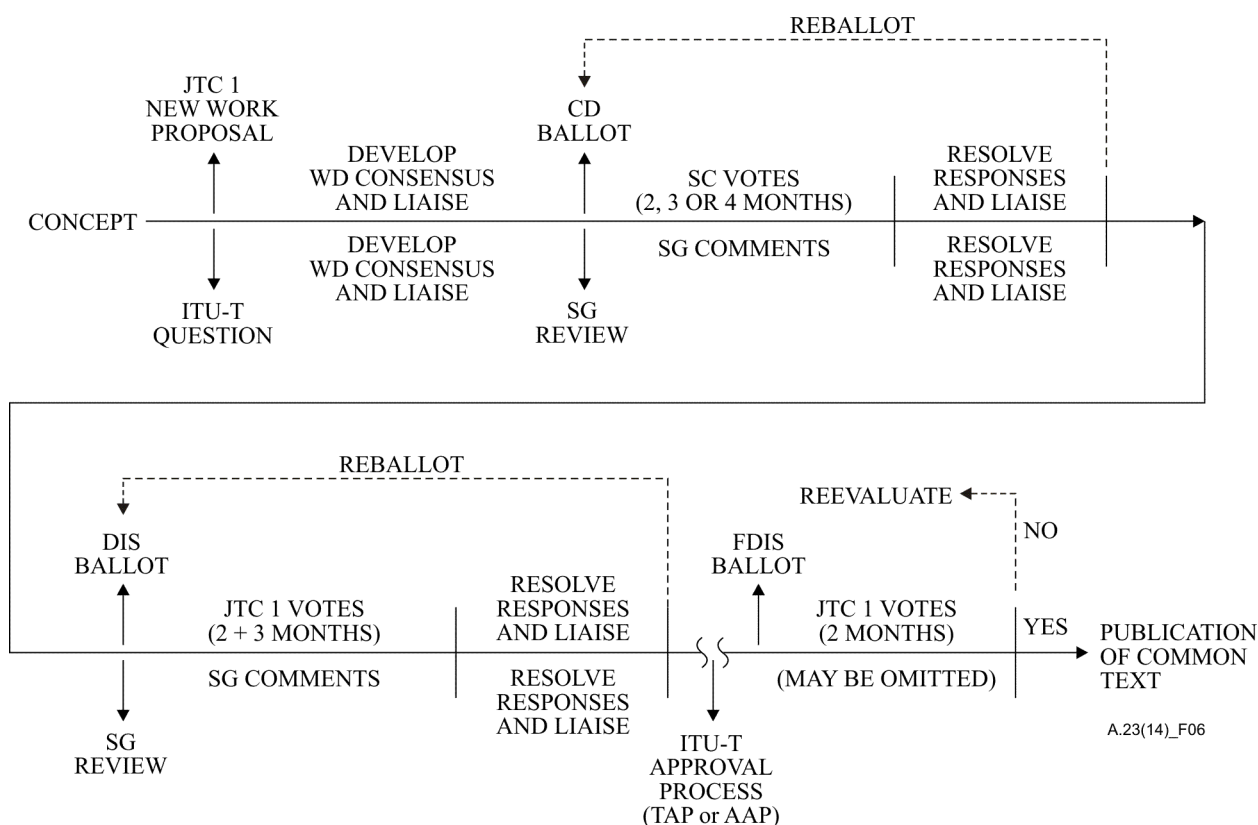 REBALLOT
JTC 1
NEW WORK
PROPOSAL
CD
BALLOT
DEVELOP
WD CONSENSUS
AND LIAISE
SC VOTES
(2, 3 OR 4 MONTHS)
RESOLVE
RESPONSES
AND LIAISE
CONCEPT
DEVELOP
WD CONSENSUS
AND LIAISE
SG COMMENTS
RESOLVE
RESPONSES
AND LIAISE
ITU-T
QUESTION
SG
REVIEW
REBALLOT
REEVALUATE
NO
DIS
BALLOT
FDIS
BALLOT
JTC 1 VOTES
(2 + 3 MONTHS)
RESOLVE
RESPONSES
AND LIAISE
JTC 1 VOTES
(2 MONTHS)
YES
PUBLICATION
OF COMMON
TEXT
SG COMMENTS
RESOLVE
RESPONSES
AND LIAISE
(MAY BE OMITTED)
SG
REVIEW
ITU-T
APPROVAL
PROCESS
(TAP or AAP)
A.23(14)_F06